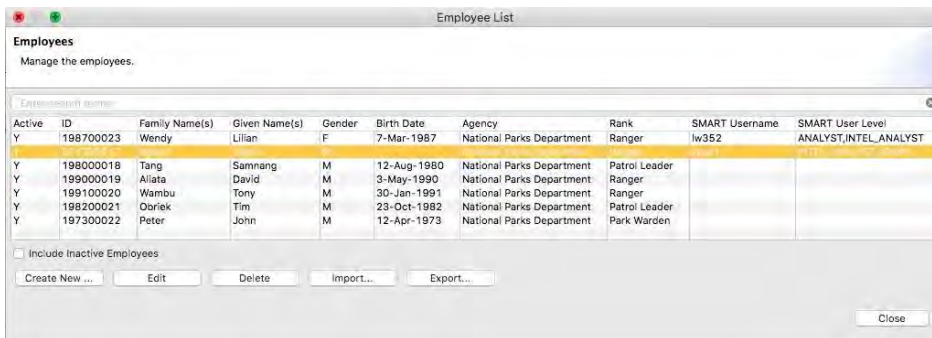 Employee List
Employees
Manage the employees.
Enter search terms
Active ID Family Name(s) Given Name(s) Gender Birth Date Agency Rank SMART Username SMART User Level
Y 198700023 Wendy Lilian F 7-Mar-1987 National Parks Department Ranger lw352 ANALYST,INTEL_ANALYST
Y
Y 198000018 Tang Samnang M 12-Aug-1980 National Parks Department Patrol Leader
Y 199000019 Allata David M 3-May-1990 National Parks Department Ranger
Y 199100020 Wambu Tony M 30-Jan-1991 National Parks Department Ranger
Y 198200021 Obriek Tim M 23-Oct-1982 National Parks Department Patrol Leader
Y 197300022 Peter John M 12-Apr-1973 National Parks Department Park Warden
Include Inactive Employees
Create New ... Edit Delete Import... Export...
Close